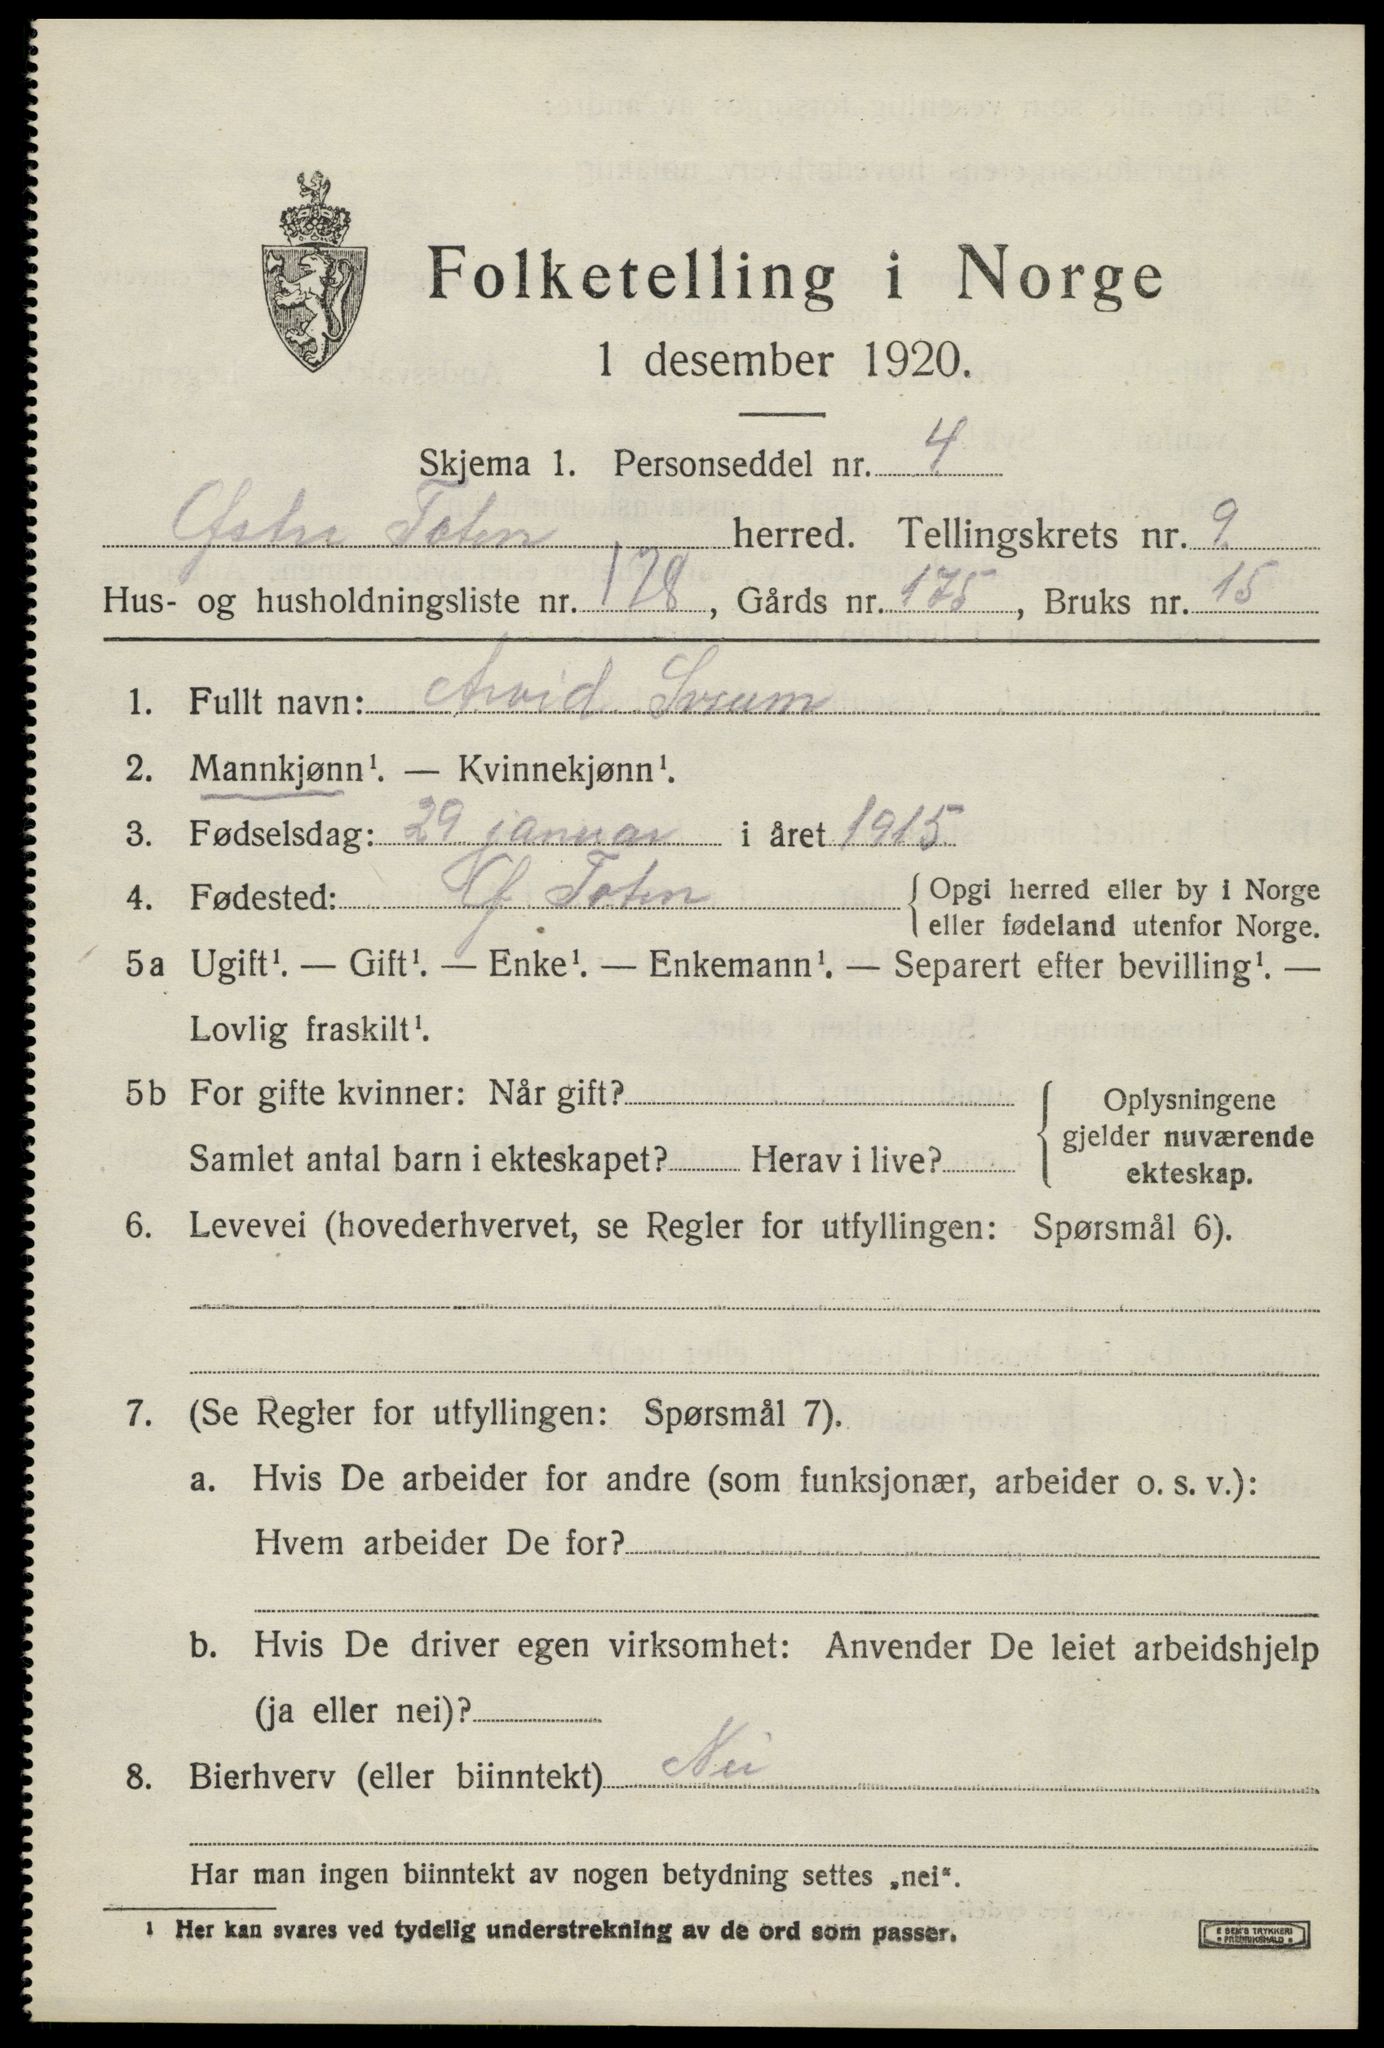 Folketelling i Norge
1 desember 1920.
Skjema 1. Personseddel nr. 4
Østre Toten herred. Tellingskrets nr. 9
Hus- og husholdningsliste nr. 178, Gårds nr. 175, Bruks nr. 15
1. Fullt navn: Arvid Sveum
2. Mannkjønn¹. — Kvinnekjønn¹.
3. Fødselsdag: 29 januar i året 1915
4. Fødested: Ø Toten { Opgi herred eller by i Norge
eller fødeland utenfor Norge.
5a Ugift¹. — Gift¹. — Enke¹. — Enkemann¹. — Separert efter bevilling¹. —
Lovlig fraskilt¹.
5b For gifte kvinner: Når gift?
Samlet antal barn i ekteskapet? Herav i live?
{ Oplysningene
gjelder nuværende
ekteskap.
6. Levevei (hovederhvervet, se Regler for utfyllingen: Spørsmål 6).
7. (Se Regler for utfyllingen: Spørsmål 7).
a. Hvis De arbeider for andre (som funksjonær, arbeider o. s. v.):
Hvem arbeider De for?
b. Hvis De driver egen virksomhet: Anvender De leiet arbeidshjelp
(ja eller nei)?
8. Bierhverv (eller biinntekt) Nei
Har man ingen biinntekt av nogen betydning settes „nei“.
¹ Her kan svares ved tydelig understrekning av de ord som passer.
E SEM'S TRYKKERI
FREDRIKSHALD